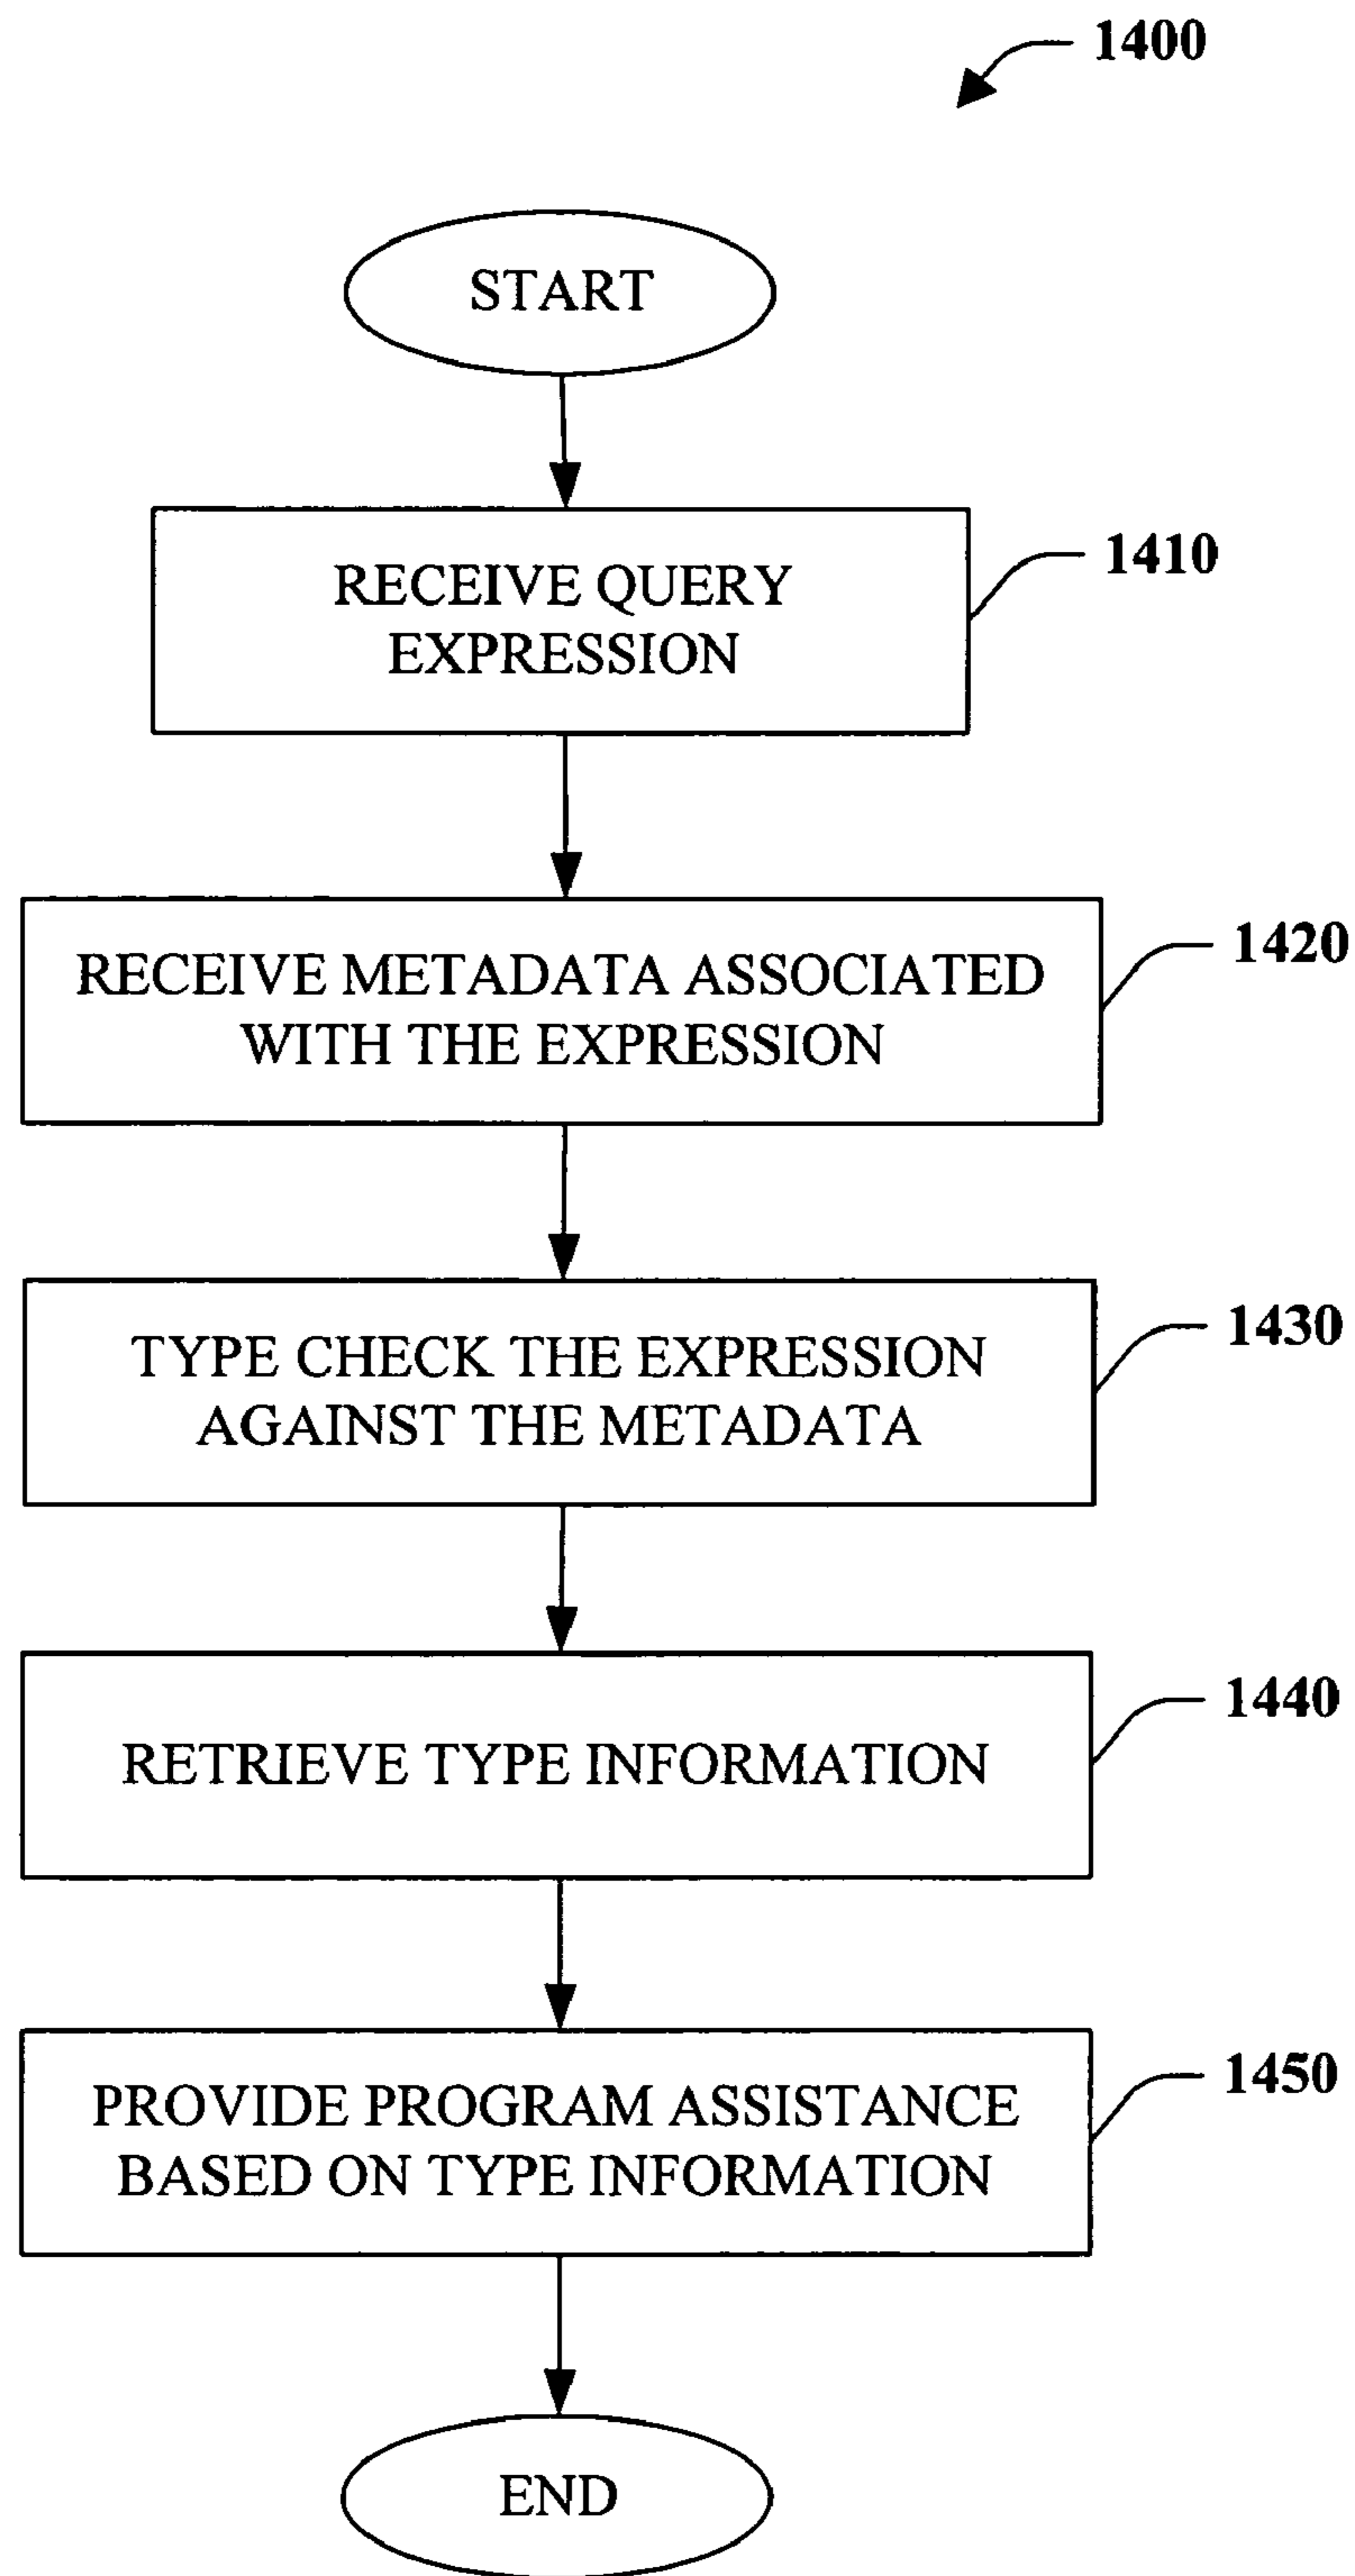 1400
START
RECEIVE QUERY
EXPRESSION
1410
RECEIVE METADATA ASSOCIATED
WITH THE EXPRESSION
1420
TYPE CHECK THE EXPRESSION
AGAINST THE METADATA
1430
RETRIEVE TYPE INFORMATION
1440
PROVIDE PROGRAM ASSISTANCE
BASED ON TYPE INFORMATION
1450
END